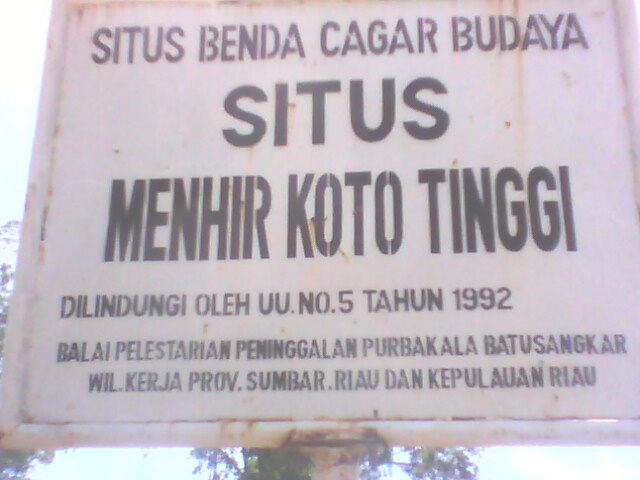 SITUS BENDA CAGAR BUDAYA
SITUS
MENHIR KOTO TINGGI
DILINDUNGI OLEH UU.NO.5 TAHUN 1992
BALAI PELESTARIAN PENINGGALAN PURBAKALA BATUSANGKAR
WIL.KERJA PROV. SUMBAR.RIAU DAN KEPULAUAN RIAU